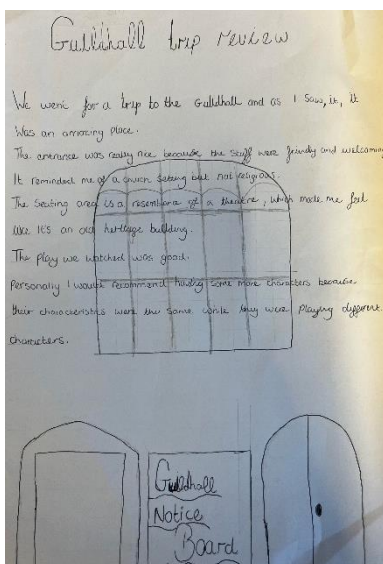 Guildhall trip review
We went for a trip to the Guildhall and as I saw, it, it
was an amazing place.
The enterance was really nice because the staff were friendly and welcoming
It reminded me of a church setting but not religious.
The seating area is a resemblance of a theatre, which made me feel
like it's an old heritage building.
The play we watched was good.
Personally I would recommend having some more characters because
their characteristics were the same while they were playing different
characters.
Guildhall
Notice
Board